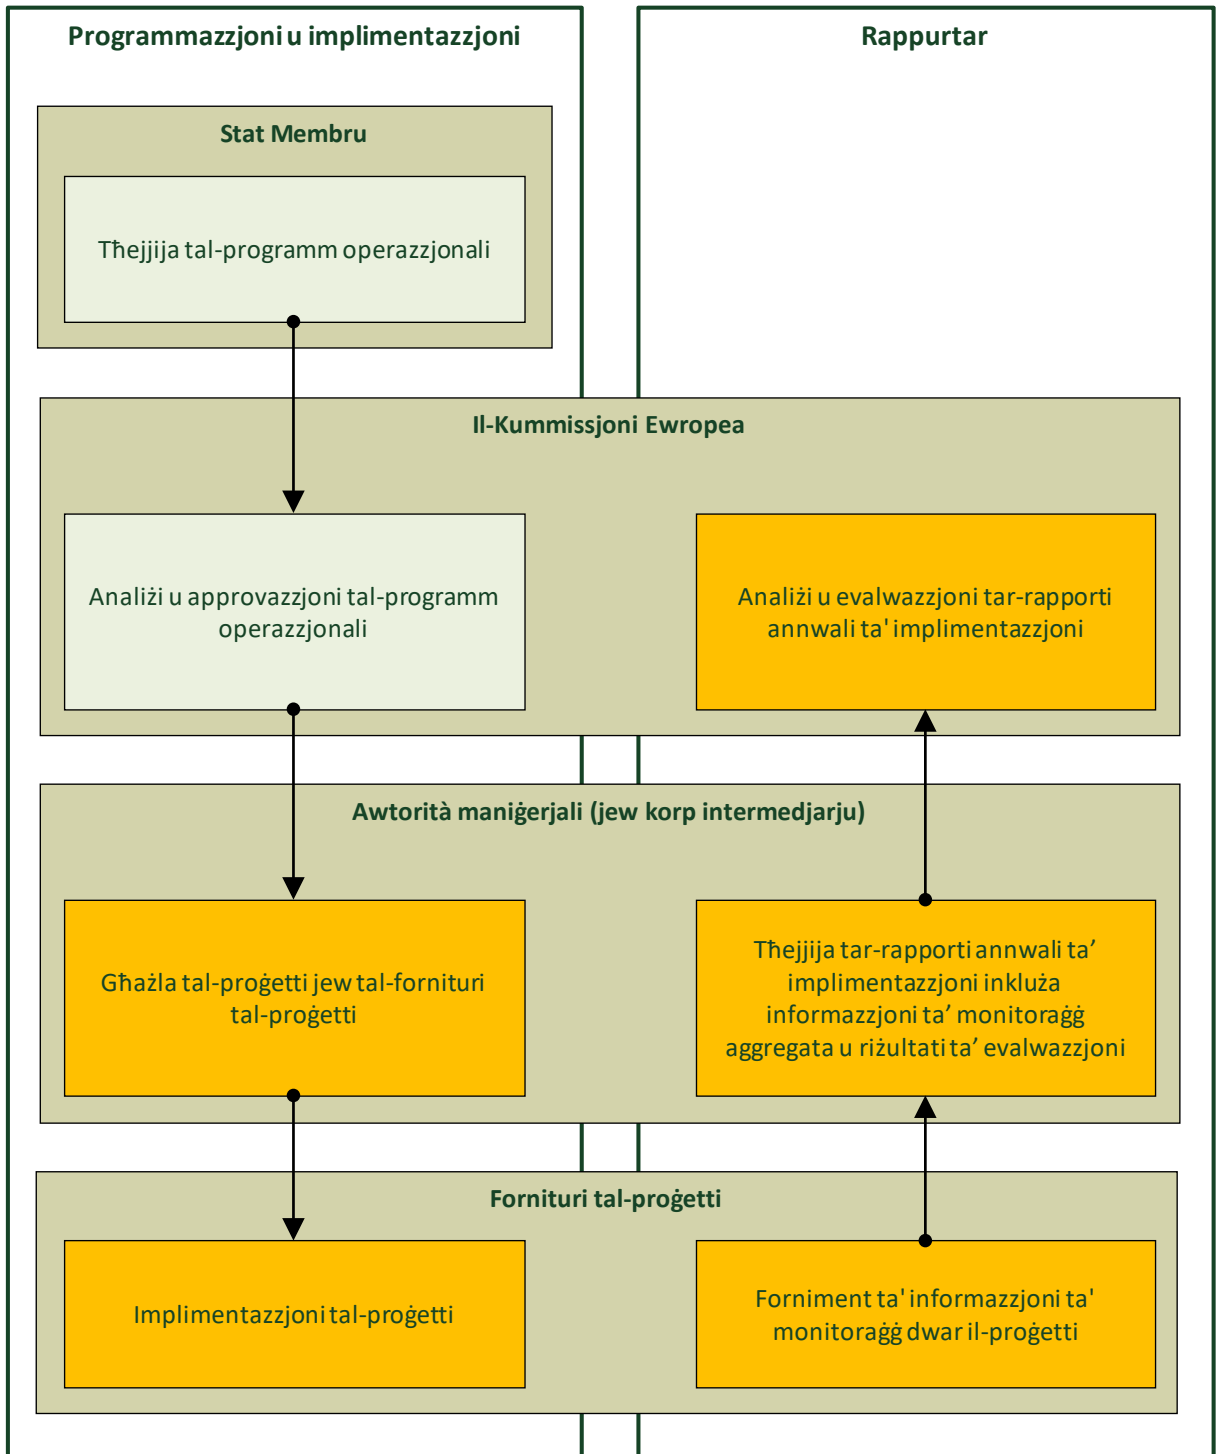 Programmazzjoni u implimentazzjoni
Rappurtar
Stat Membru
Tħejjija tal-programm operazzjonali
Il-Kummissjoni Ewropea
Analiżi u approvazzjoni tal-programm
operazzjonali
Analiżi u evalwazzjoni tar-rapporti
annwali ta' implimentazzjoni
Awtorità maniġerjali (jew korp intermedjarju)
Għażla tal-proġetti jew tal-fornituri
tal-proġetti
Tħejjija tar-rapporti annwali ta’
implimentazzjoni inkluża
informazzjoni ta’ monitoraġġ
aggregata u riżultati ta’ evalwazzjoni
Fornituri tal-proġetti
Implimentazzjoni tal-proġetti
Forniment ta' informazzjoni ta'
monitoraġġ dwar il-proġetti